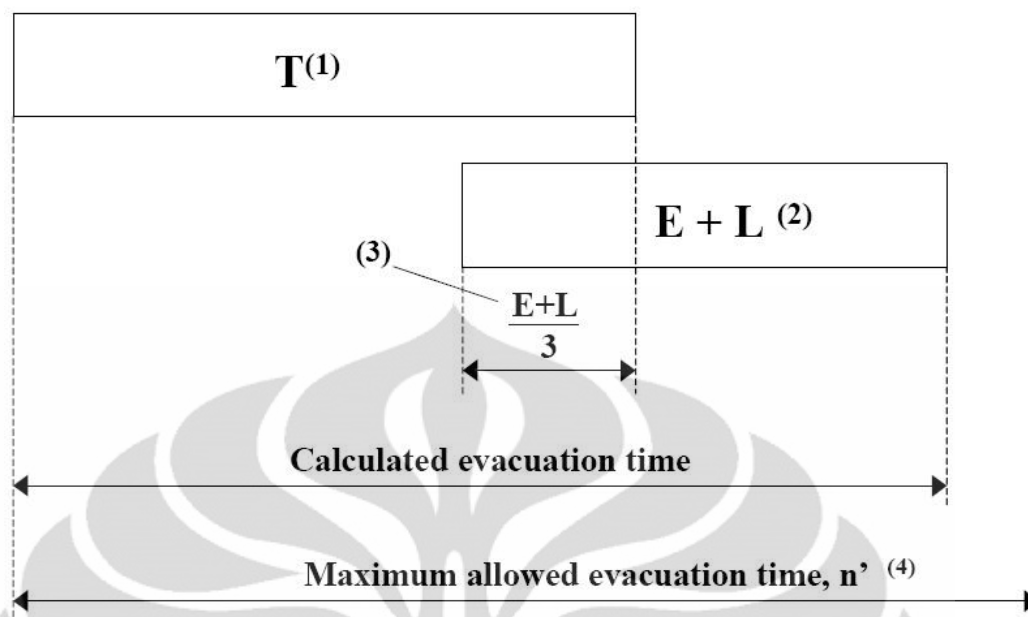 T(1)
E + L (2)
(3)
E+L
3
Calculated evacuation time
Maximum allowed evacuation time, n’ (4)